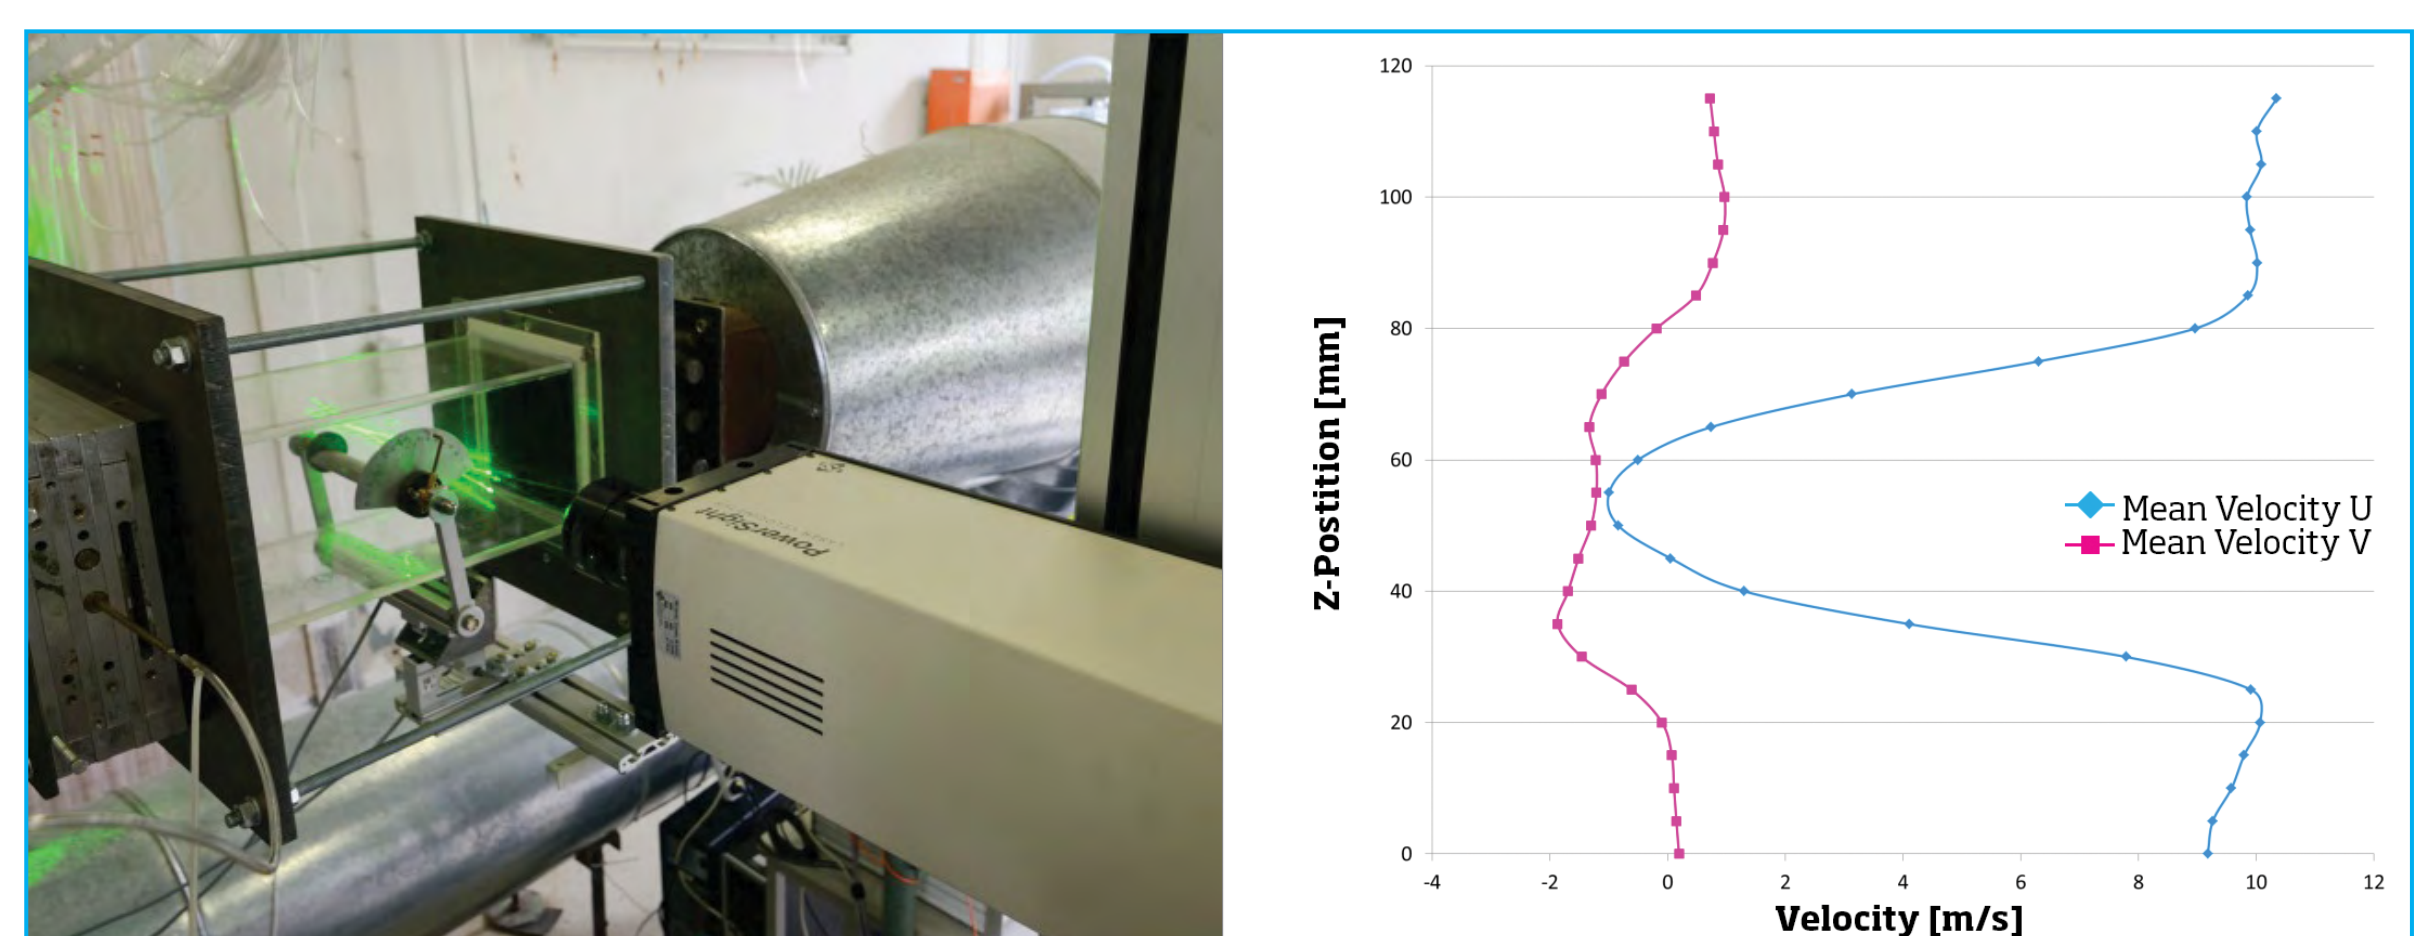 PowerSight
120
100
80
60
40
20
0
-4 -2 0 2 4 6 8 10 12
Z-Postition [mm]
Velocity [m/s]
Mean Velocity U
Mean Velocity V